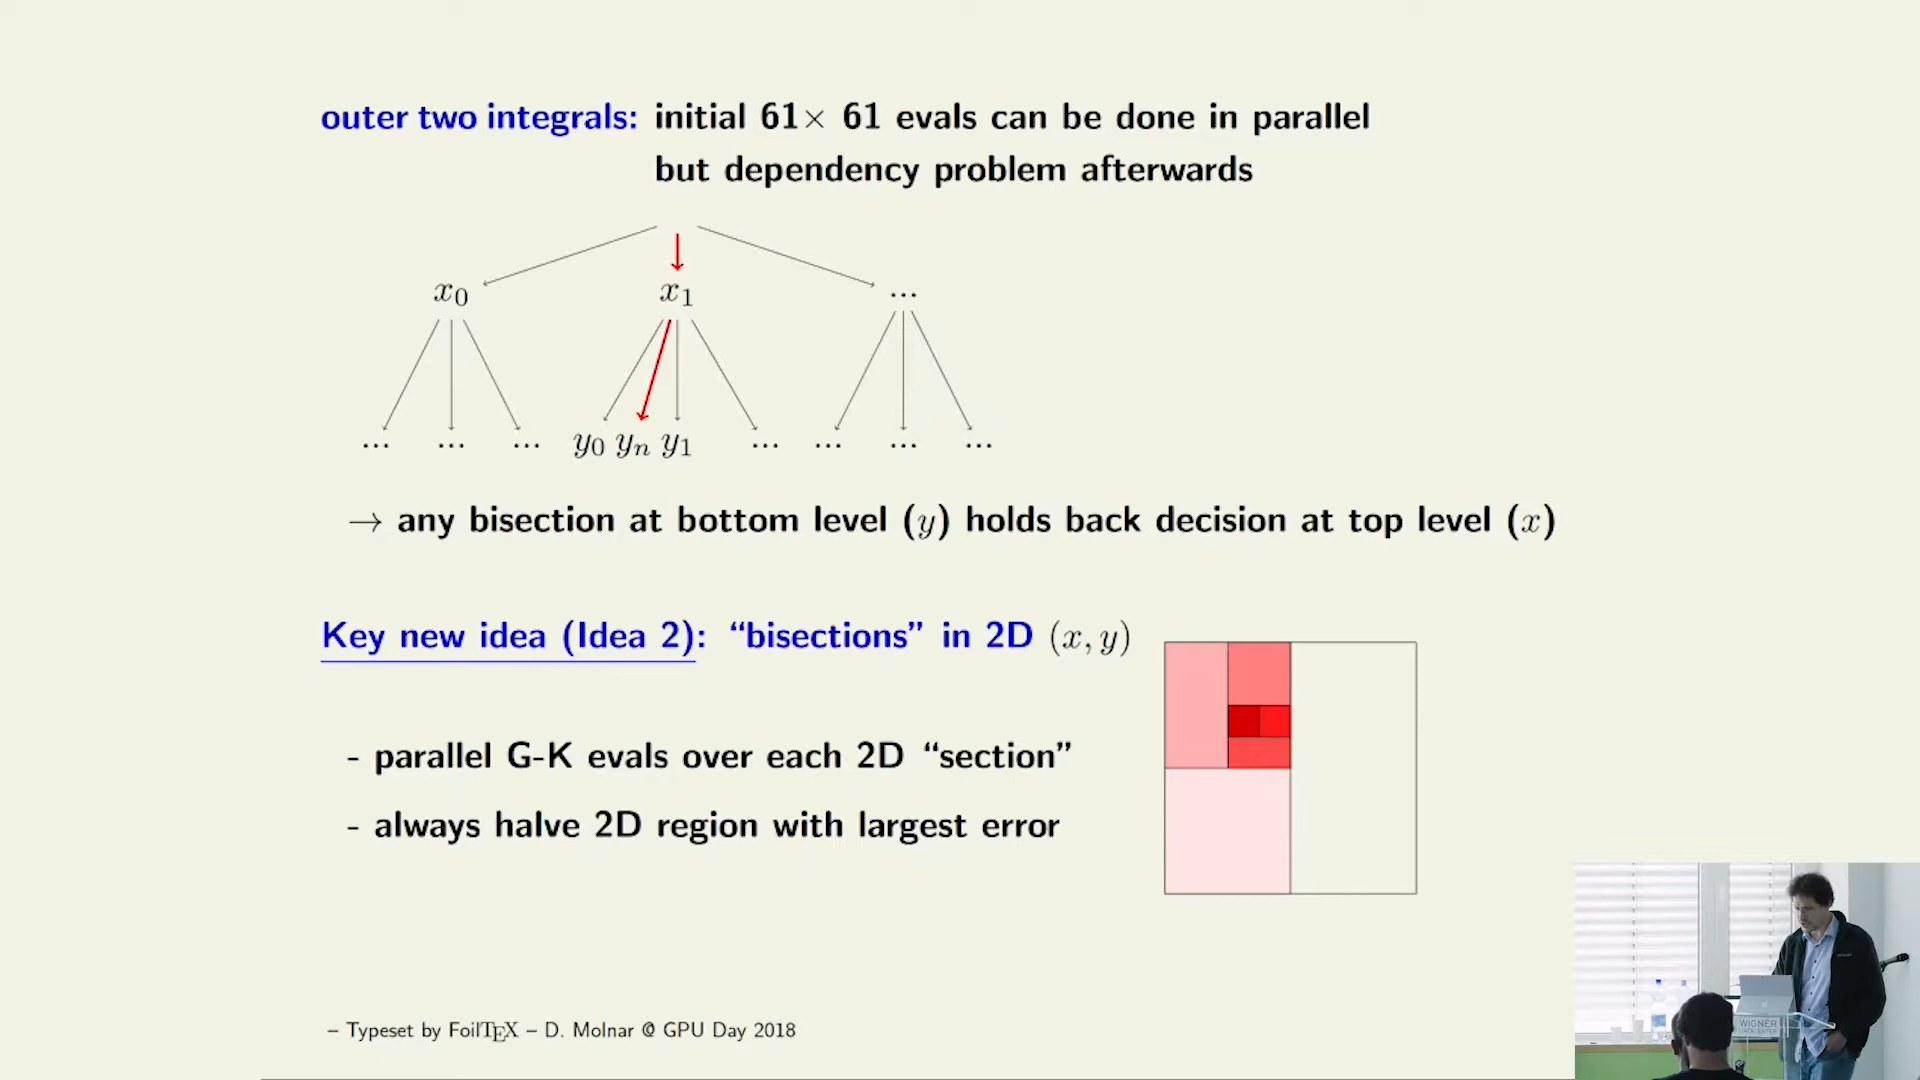 outer two integrals: initial 61× 61 evals can be done in parallel
but dependency problem afterwards
x0 x1 ...
... ... ... y0 yn y1 ... ... ... ...
→ any bisection at bottom level (y) holds back decision at top level (x)
Key new idea (Idea 2): “bisections” in 2D (x, y)
- parallel G-K evals over each 2D “section”
- always halve 2D region with largest error
– Typeset by FoilTEX – D. Molnar @ GPU Day 2018
WIGNER